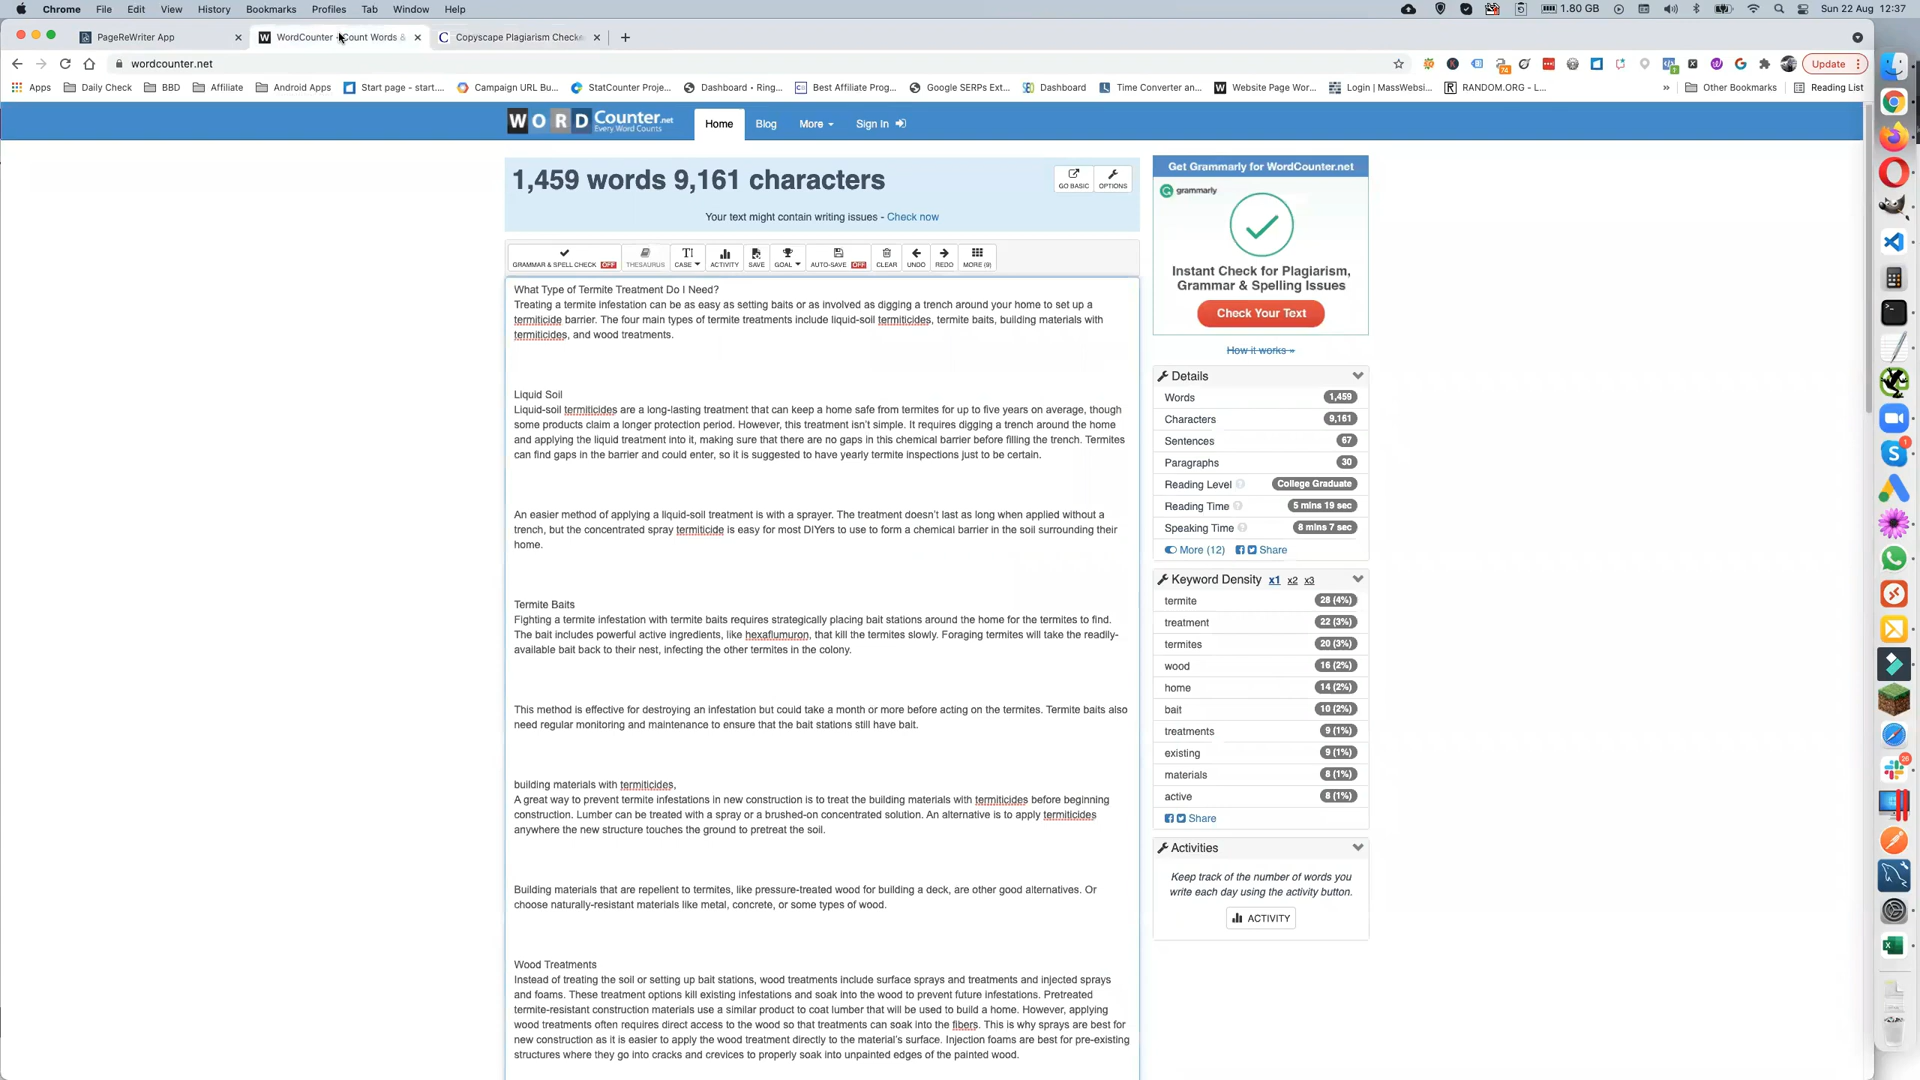 Chrome File Edit View History Bookmarks Profiles Tab Window Help 1.80 GB Sun 22 Aug 12:37
PageReWriter App WordCounter - Count Words & Copyscape Plagiarism Checke
wordcounter.net Update
Apps Daily Check BBD Affiliate Android Apps Start page - start.... Campaign URL Bu... StatCounter Proje... Dashboard • Ring... Best Affiliate Prog... Google SERPs Ext... Dashboard Time Converter an... Website Page Wor... Login | MassWebsi... RANDOM.ORG - L... » Other Bookmarks Reading List
WORD Counter.net Every Word Counts Home Blog More Sign In
1,459 words 9,161 characters
GO BASIC OPTIONS
Your text might contain writing issues - Check now
GRAMMAR & SPELL CHECK OFF THESAURUS CASE ACTIVITY SAVE GOAL AUTO-SAVE OFF CLEAR UNDO REDO MORE (9)
What Type of Termite Treatment Do I Need?
Treating a termite infestation can be as easy as setting baits or as involved as digging a trench around your home to set up a
termiticide barrier. The four main types of termite treatments include liquid-soil termiticides, termite baits, building materials with
termiticides, and wood treatments.
Liquid Soil
Liquid-soil termiticides are a long-lasting treatment that can keep a home safe from termites for up to five years on average, though
some products claim a longer protection period. However, this treatment isn't simple. It requires digging a trench around the home
and applying the liquid treatment into it, making sure that there are no gaps in this chemical barrier before filling the trench. Termites
can find gaps in the barrier and could enter, so it is suggested to have yearly termite inspections just to be certain.
An easier method of applying a liquid-soil treatment is with a sprayer. The treatment doesn't last as long when applied without a
trench, but the concentrated spray termiticide is easy for most DIYers to use to form a chemical barrier in the soil surrounding their
home.
Termite Baits
Fighting a termite infestation with termite baits requires strategically placing bait stations around the home for the termites to find.
The bait includes powerful active ingredients, like hexaflumuron, that kill the termites slowly. Foraging termites will take the readily-
available bait back to their nest, infecting the other termites in the colony.
This method is effective for destroying an infestation but could take a month or more before acting on the termites. Termite baits also
need regular monitoring and maintenance to ensure that the bait stations still have bait.
building materials with termiticides,
A great way to prevent termite infestations in new construction is to treat the building materials with termiticides before beginning
construction. Lumber can be treated with a spray or a brushed-on concentrated solution. An alternative is to apply termiticides
anywhere the new structure touches the ground to pretreat the soil.
Building materials that are repellent to termites, like pressure-treated wood for building a deck, are other good alternatives. Or
choose naturally-resistant materials like metal, concrete, or some types of wood.
Wood Treatments
Instead of treating the soil or setting up bait stations, wood treatments include surface sprays and treatments and injected sprays
and foams. These treatment options kill existing infestations and soak into the wood to prevent future infestations. Pretreated
termite-resistant construction materials use a similar product to coat lumber that will be used to build a home. However, applying
wood treatments often requires direct access to the wood so that treatments can soak into the fibers. This is why sprays are best for
new construction as it is easier to apply the wood treatment directly to the material's surface. Injection foams are best for pre-existing
structures where they go into cracks and crevices to properly soak into unpainted edges of the painted wood.
Get Grammarly for WordCounter.net
grammarly
Instant Check for Plagiarism,
Grammar & Spelling Issues
Check Your Text
How it works »
Details
Words 1,459
Characters 9,161
Sentences 67
Paragraphs 30
Reading Level College Graduate
Reading Time 5 mins 19 sec
Speaking Time 8 mins 7 sec
More (12) Share
Keyword Density x1 x2 x3
termite 28 (4%)
treatment 22 (3%)
termites 20 (3%)
wood 16 (2%)
home 14 (2%)
bait 10 (2%)
treatments 9 (1%)
existing 9 (1%)
materials 8 (1%)
active 8 (1%)
Share
Activities
Keep track of the number of words you
write each day using the activity button.
ACTIVITY